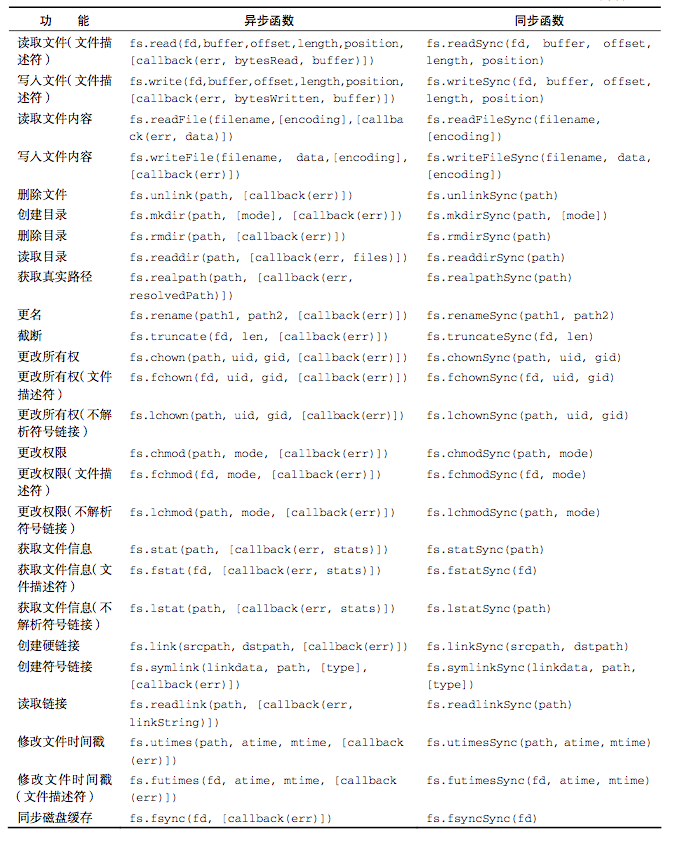 功 能 异步函数 同步函数
读取文件(文件描 fs.read(fd,buffer,offset,length,position, fs.readSync(fd, buffer, offset,
述符) [callback(err, bytesRead, buffer)]) length, position)
写入文件(文件描 fs.write(fd,buffer,offset,length,position, fs.writeSync(fd, buffer, offset,
述符) [callback(err, bytesWritten, buffer)]) length, position)
读取文件内容 fs.readFile(filename,[encoding],[callba fs.readFileSync(filename,
ck(err, data)]) [encoding])
写入文件内容 fs.writeFile(filename, data,[encoding], fs.writeFileSync(filename, data,
[callback(err)]) [encoding])
删除文件 fs.unlink(path, [callback(err)]) fs.unlinkSync(path)
创建目录 fs.mkdir(path, [mode], [callback(err)]) fs.mkdirSync(path, [mode])
删除目录 fs.rmdir(path, [callback(err)]) fs.rmdirSync(path)
读取目录 fs.readdir(path, [callback(err, files)]) fs.readdirSync(path)
获取真实路径 fs.realpath(path, [callback(err, fs.realpathSync(path)
resolvedPath)])
更名 fs.rename(path1, path2, [callback(err)]) fs.renameSync(path1, path2)
截断 fs.truncate(fd, len, [callback(err)]) fs.truncateSync(fd, len)
更改所有权 fs.chown(path, uid, gid, [callback(err)]) fs.chownSync(path, uid, gid)
更改所有权(文件 fs.fchown(fd, uid, gid, [callback(err)]) fs.fchownSync(fd, uid, gid)
描述符)
更改所有权(不解 fs.lchown(path, uid, gid, [callback(err)]) fs.lchownSync(path, uid, gid)
析符号链接)
更改权限 fs.chmod(path, mode, [callback(err)]) fs.chmodSync(path, mode)
更改权限(文件描 fs.fchmod(fd, mode, [callback(err)]) fs.fchmodSync(fd, mode)
述符)
更改权限(不解析 fs.lchmod(path, mode, [callback(err)]) fs.lchmodSync(path, mode)
符号链接)
获取文件信息 fs.stat(path, [callback(err, stats)]) fs.statSync(path)
获取文件信息(文 fs.fstat(fd, [callback(err, stats)]) fs.fstatSync(fd)
件描述符)
获取文件信息(不 fs.lstat(path, [callback(err, stats)]) fs.lstatSync(path)
解析符号链接)
创建硬链接 fs.link(srcpath, dstpath, [callback(err)]) fs.linkSync(srcpath, dstpath)
创建符号链接 fs.symlink(linkdata, path, [type], fs.symlinkSync(linkdata, path,
[callback(err)]) [type])
读取链接 fs.readlink(path, [callback(err, fs.readlinkSync(path)
linkString)])
修改文件时间戳 fs.utimes(path, atime, mtime, [callback fs.utimesSync(path, atime, mtime)
(err)])
修改文件时间戳 fs.futimes(fd, atime, mtime, [callback fs.futimesSync(fd, atime, mtime)
(文件描述符) (err)])
同步磁盘缓存 fs.fsync(fd, [callback(err)]) fs.fsyncSync(fd)